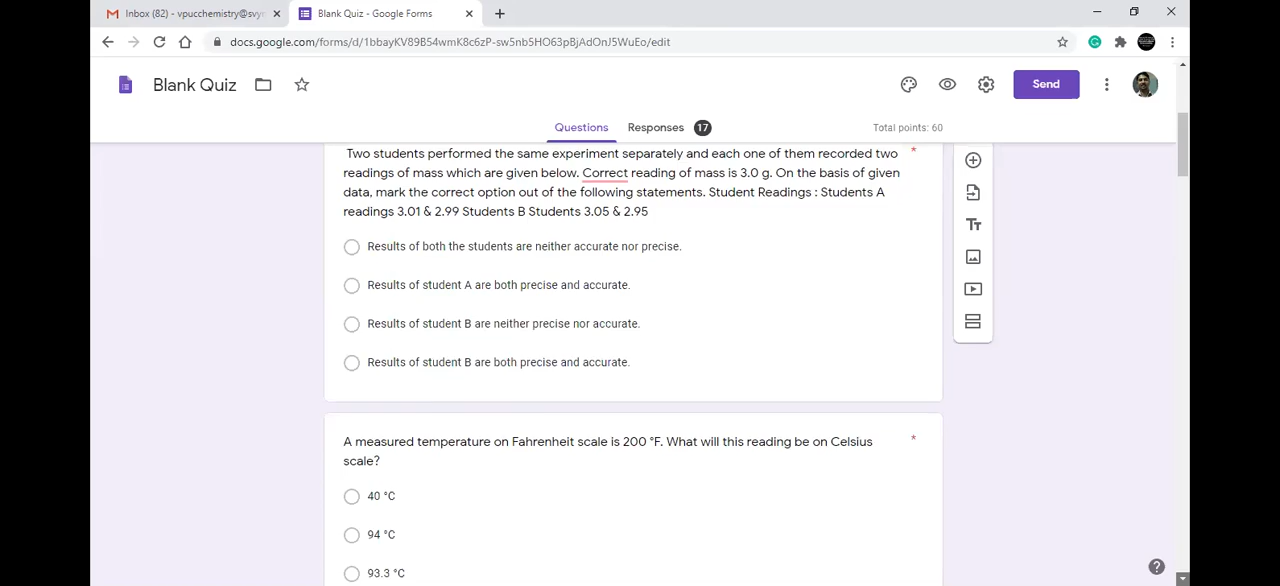 Inbox (82) - vpucchemistry@svyr
Blank Quiz - Google Forms
docs.google.com/forms/d/1bbayKV89B54wmK8c6zP-sw5nb5HO63pBjAdOnJ5WuEo/edit
Blank Quiz
Send
Questions
Responses 17
Total points: 60
Two students performed the same experiment separately and each one of them recorded two *
readings of mass which are given below. Correct reading of mass is 3.0 g. On the basis of given
data, mark the correct option out of the following statements. Student Readings : Students A
readings 3.01 & 2.99 Students B Students 3.05 & 2.95
Results of both the students are neither accurate nor precise.
Results of student A are both precise and accurate.
Results of student B are neither precise nor accurate.
Results of student B are both precise and accurate.
A measured temperature on Fahrenheit scale is 200 °F. What will this reading be on Celsius *
scale?
40 °C
94 °C
93.3 °C